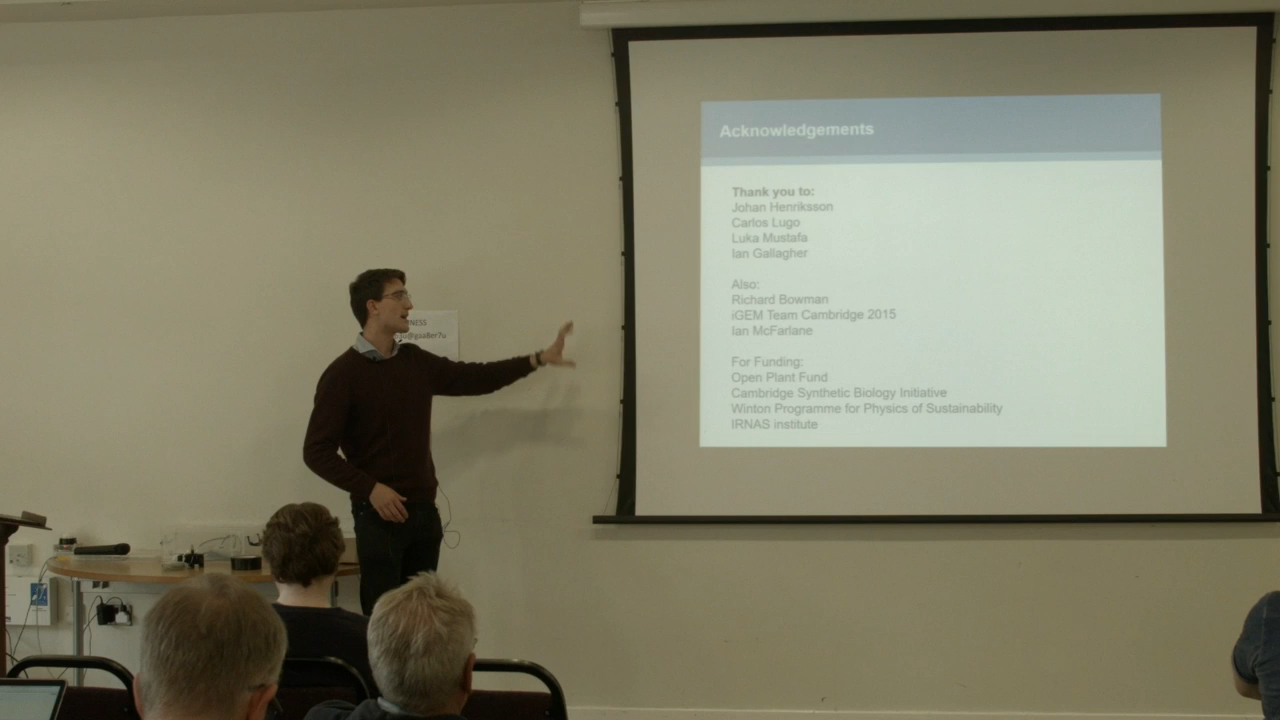 Acknowledgements
Thank you to:
Johan Henriksson
Carlos Lugo
Luka Mustafa
Ian Gallagher
Also:
Richard Bowman
iGEM Team Cambridge 2015
Ian McFarlane
For Funding:
Open Plant Fund
Cambridge Synthetic Biology Initiative
Winton Programme for Physics of Sustainability
IRNAS institute